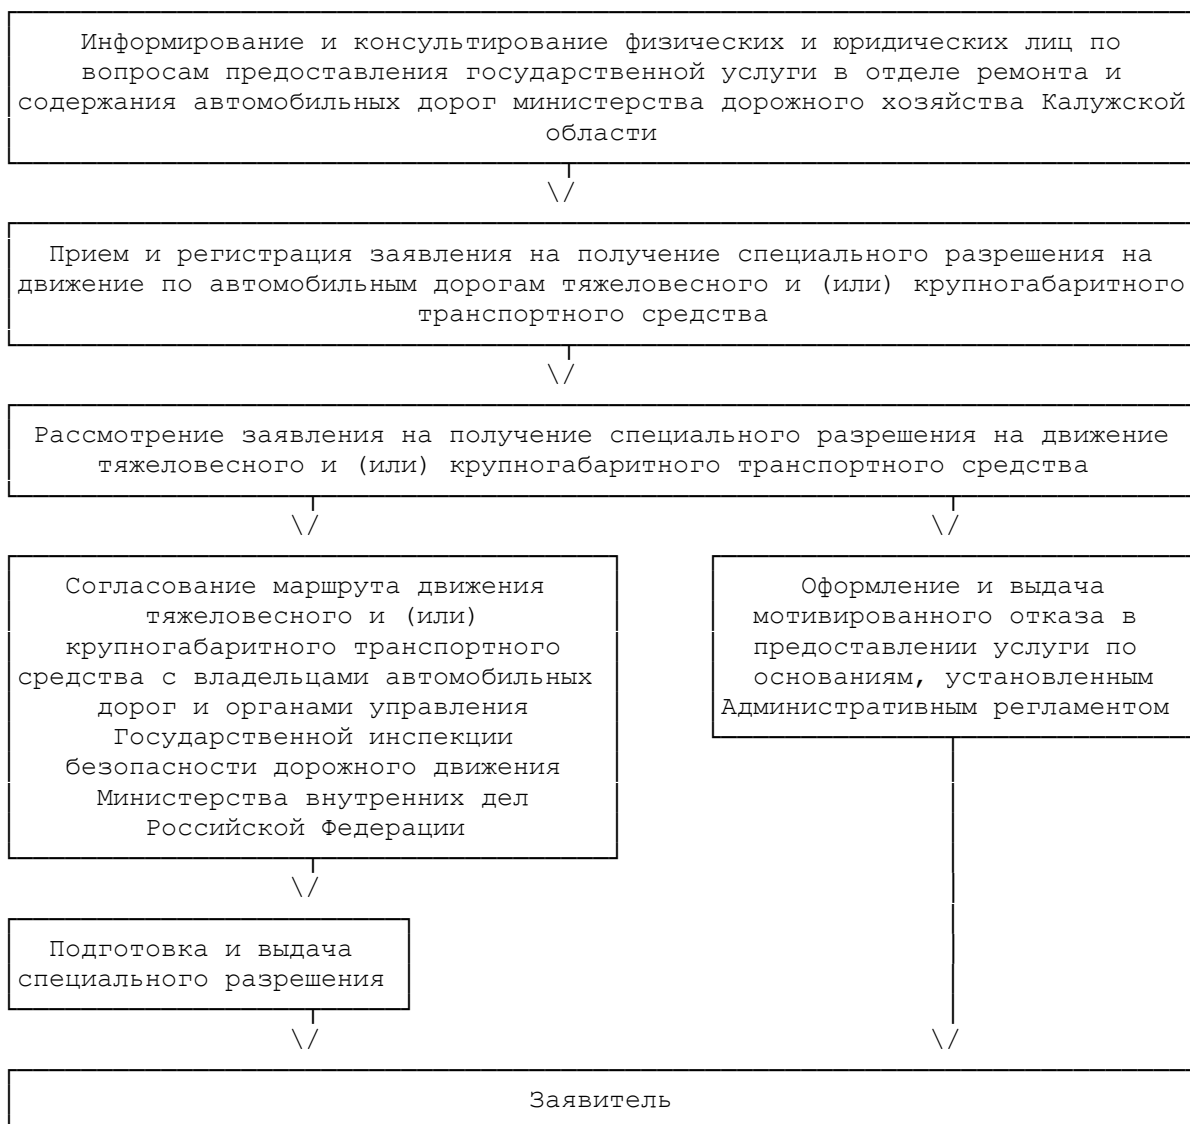 Информирование и консультирование физических и юридических лиц по
вопросам предоставления государственной услуги в отделе ремонта и
содержания автомобильных дорог министерства дорожного хозяйства Калужской
области
Прием и регистрация заявления на получение специального разрешения на
движение по автомобильным дорогам тяжеловесного и (или) крупногабаритного
транспортного средства
Рассмотрение заявления на получение специального разрешения на движение
тяжеловесного и (или) крупногабаритного транспортного средства
Согласование маршрута движения
тяжеловесного и (или)
крупногабаритного транспортного
средства с владельцами автомобильных
дорог и органами управления
Государственной инспекции
безопасности дорожного движения
Министерства внутренних дел
Российской Федерации
Оформление и выдача
мотивированного отказа в
предоставлении услуги по
основаниям, установленным
Административным регламентом
Подготовка и выдача
специального разрешения
Заявитель